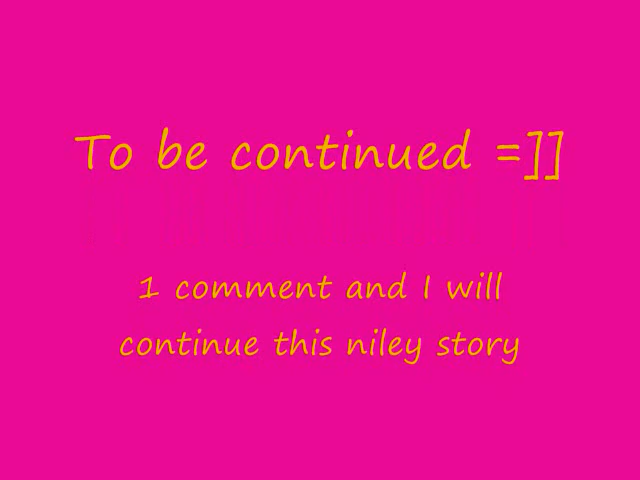 To be continued =]]
1 comment and I will
continue this niley story